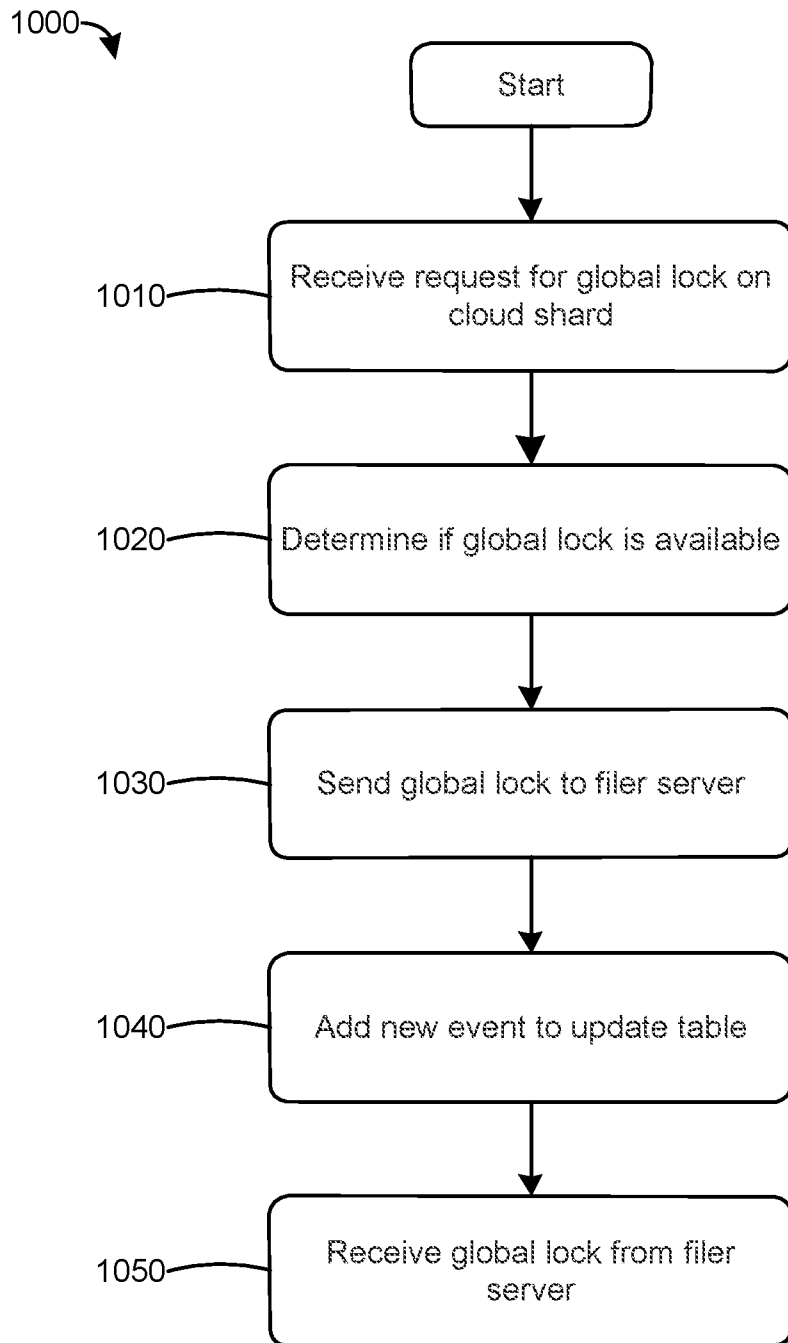 1000
Start
1010
Receive request for global lock on
cloud shard
1020
Determine if global lock is available
1030
Send global lock to filer server
1040
Add new event to update table
1050
Receive global lock from filer
server